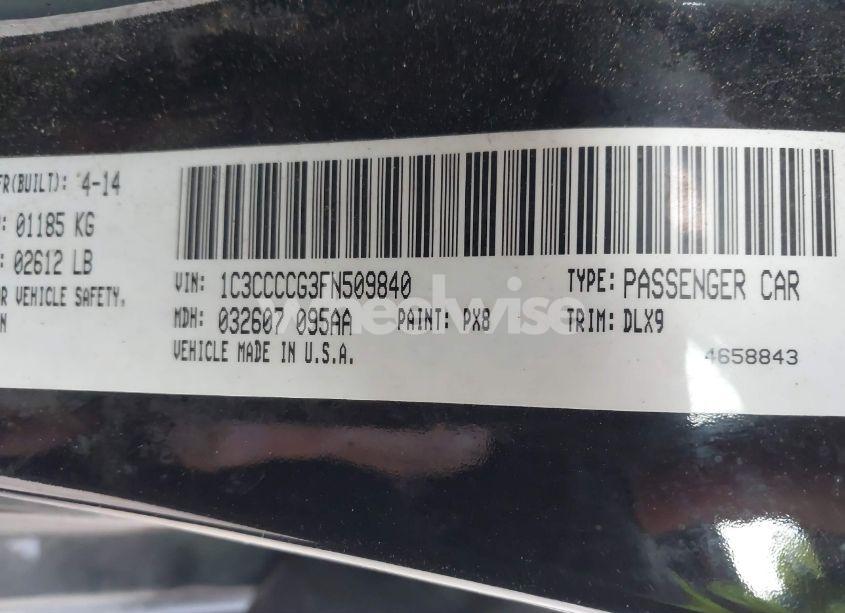 FR(BUILT): 4-14
: 01185 KG
: 02612 LB
R VEHICLE SAFETY,
N
VIN: 1C3CCCCG3FN509840
TYPE: PASSENGER CAR
MDH: 032607 095AA
PAINT: PX8
TRIM: DLX9
VEHICLE MADE IN U.S.A.
4658843
wheelwise